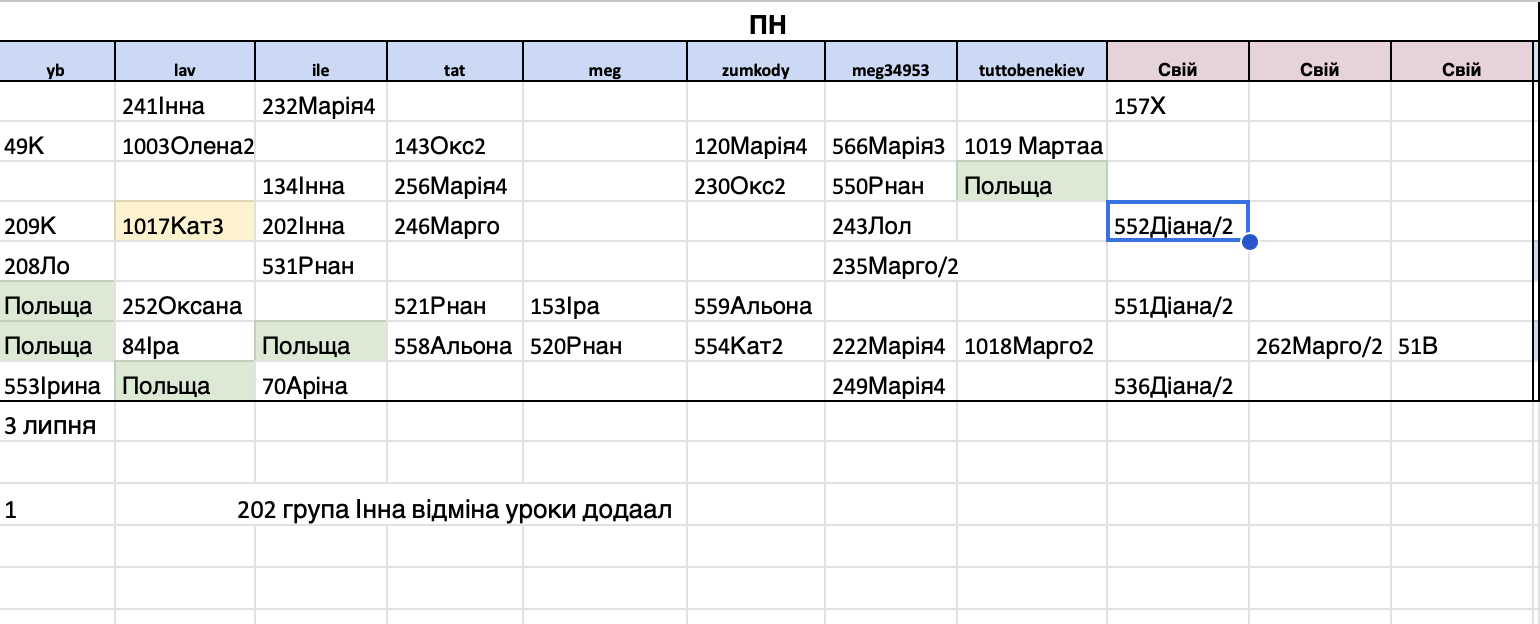 ПН
yb lav ile tat meg zumkody meg34953 tuttobenekiev Свій Свій Свій
241Інна 232Марія4 157Х
49К 1003Олена2 143Окс2 120Марія4 566Марія3 1019 Мартаа
134Інна 256Марія4 230Окс2 550Рнан Польща
209К 1017Кат3 202Інна 246Марго 243Лол 552Діана/2
208Ло 531Рнан 235Марго/2
Польща 252Оксана 521Рнан 153Іра 559Альона 551Діана/2
Польща 84Іра Польща 558Альона 520Рнан 554Кат2 222Марія4 1018Марго2 262Марго/2 51В
553Ірина Польща 70Аріна 249Марія4 536Діана/2
3 липня
1 202 група Інна відміна уроки додаал